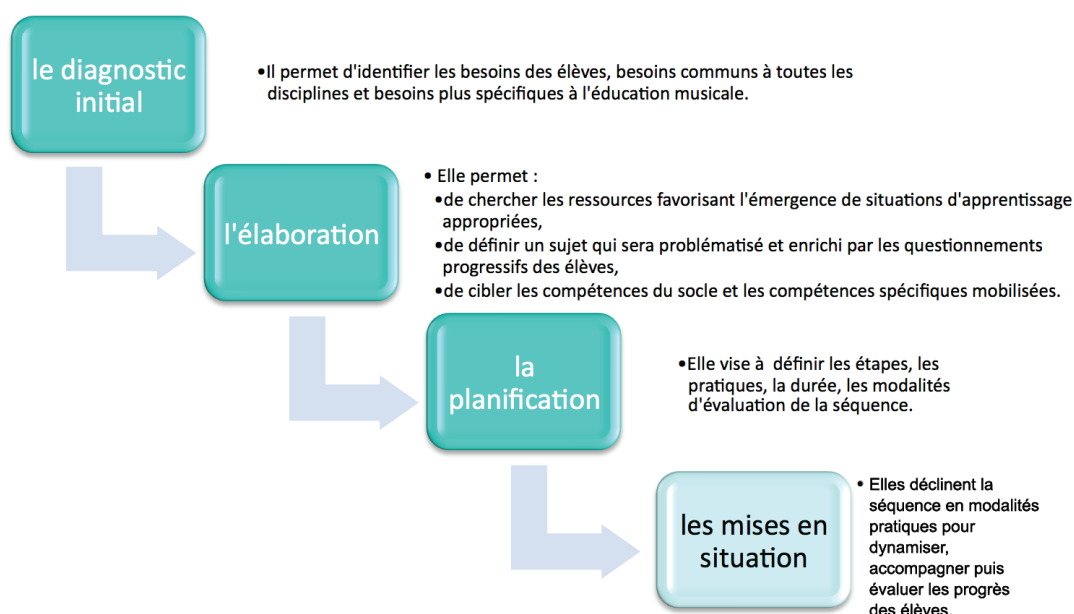 le diagnostic
initial
•Il permet d'identifier les besoins des élèves, besoins communs à toutes les
disciplines et besoins plus spécifiques à l'éducation musicale.
l'élaboration
• Elle permet :
•de chercher les ressources favorisant l'émergence de situations d'apprentissage
appropriées,
•de définir un sujet qui sera problématisé et enrichi par les questionnements
progressifs des élèves,
•de cibler les compétences du socle et les compétences spécifiques mobilisées.
la
planification
•Elle vise à définir les étapes, les
pratiques, la durée, les modalités
d'évaluation de la séquence.
les mises en
situation
• Elles déclinent la
séquence en modalités
pratiques pour
dynamiser,
accompagner puis
évaluer les progrès
des élèves.